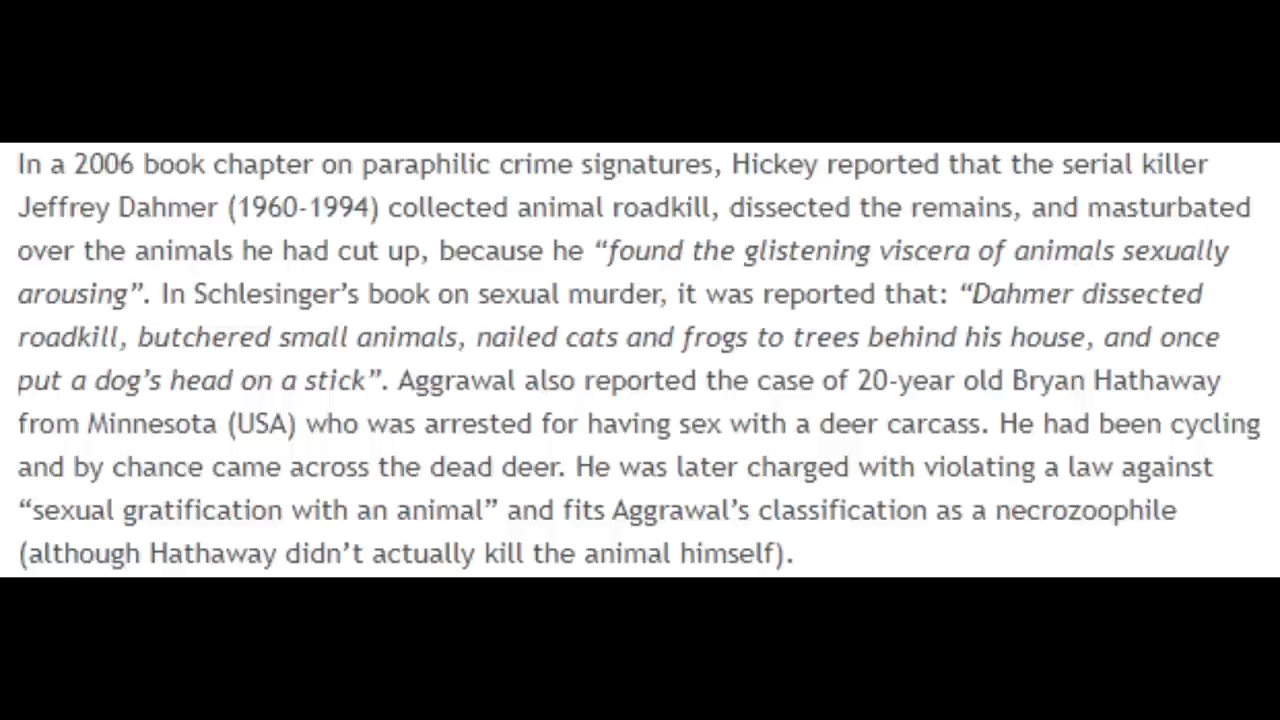 In a 2006 book chapter on paraphilic crime signatures, Hickey reported that the serial killer
Jeffrey Dahmer (1960-1994) collected animal roadkill, dissected the remains, and masturbated
over the animals he had cut up, because he “found the glistening viscera of animals sexually
arousing”. In Schlesinger’s book on sexual murder, it was reported that: “Dahmer dissected
roadkill, butchered small animals, nailed cats and frogs to trees behind his house, and once
put a dog’s head on a stick”. Aggrawal also reported the case of 20-year old Bryan Hathaway
from Minnesota (USA) who was arrested for having sex with a deer carcass. He had been cycling
and by chance came across the dead deer. He was later charged with violating a law against
“sexual gratification with an animal” and fits Aggrawal’s classification as a necrozoophile
(although Hathaway didn’t actually kill the animal himself).